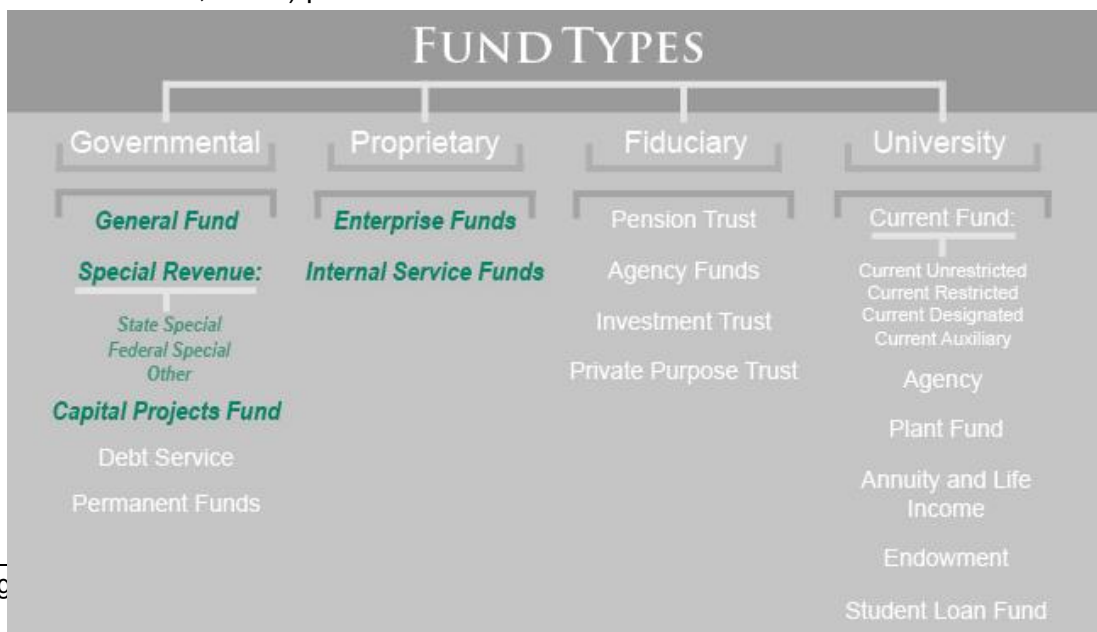 FUND TYPES
Governmental
General Fund
Special Revenue:
State Special
Federal Special
Other
Capital Projects Fund
Debt Service
Permanent Funds
Proprietary
Enterprise Funds
Internal Service Funds
Fiduciary
Pension Trust
Agency Funds
Investment Trust
Private Purpose Trust
University
Current Fund:
Current Unrestricted
Current Restricted
Current Designated
Current Auxiliary
Agency
Plant Fund
Annuity and Life
Income
Endowment
Student Loan Fund